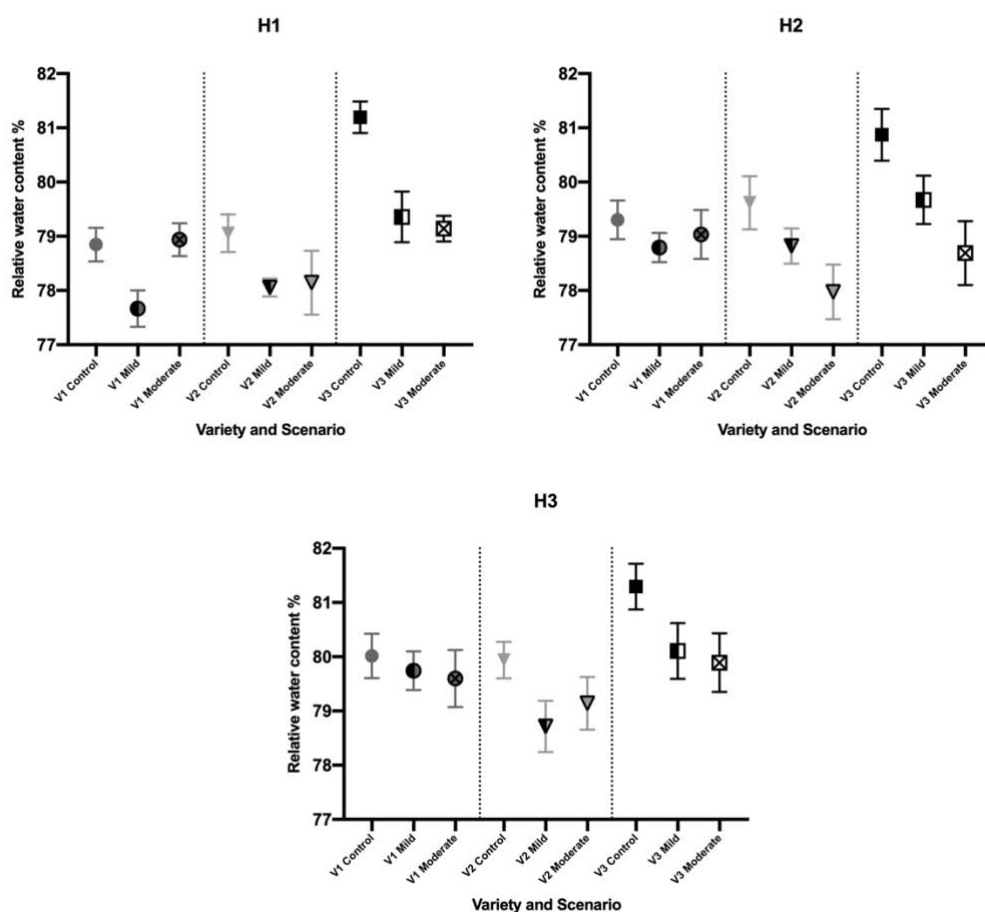 H1
Relative water content %
82
81
80
79
78
77
V1 Control
V1 Mild
V1 Moderate
V2 Control
V2 Mild
V2 Moderate
V3 Control
V3 Mild
V3 Moderate
Variety and Scenario
H2
Relative water content %
82
81
80
79
78
77
V1 Control
V1 Mild
V1 Moderate
V2 Control
V2 Mild
V2 Moderate
V3 Control
V3 Mild
V3 Moderate
Variety and Scenario
H3
Relative water content %
82
81
80
79
78
77
V1 Control
V1 Mild
V1 Moderate
V2 Control
V2 Mild
V2 Moderate
V3 Control
V3 Mild
V3 Moderate
Variety and Scenario